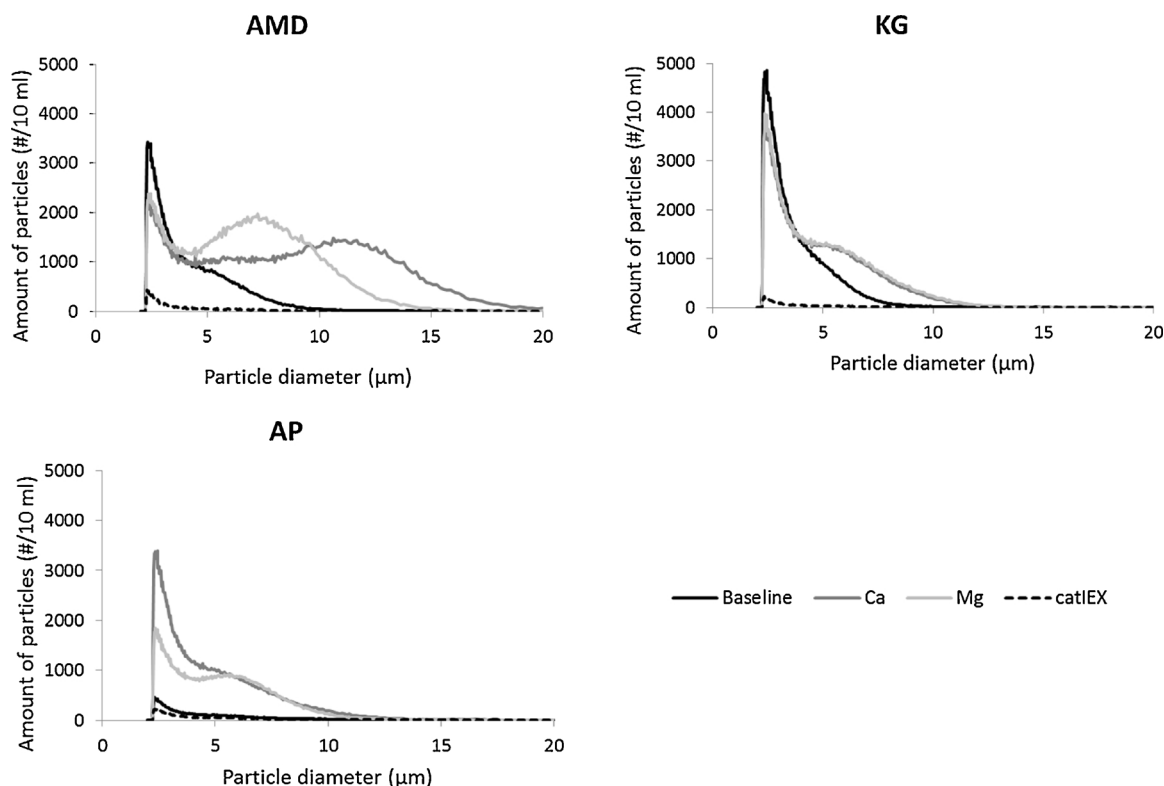 AMD
Amount of particles (#/10 ml)
5000
4000
3000
2000
1000
0
0 5 10 15 20
Particle diameter (µm)
KG
Amount of particles (#/10 ml)
5000
4000
3000
2000
1000
0
0 5 10 15 20
Particle diameter (µm)
AP
Amount of particles (#/10 ml)
5000
4000
3000
2000
1000
0
0 5 10 15 20
Particle diameter (µm)
Baseline Ca Mg catIEX